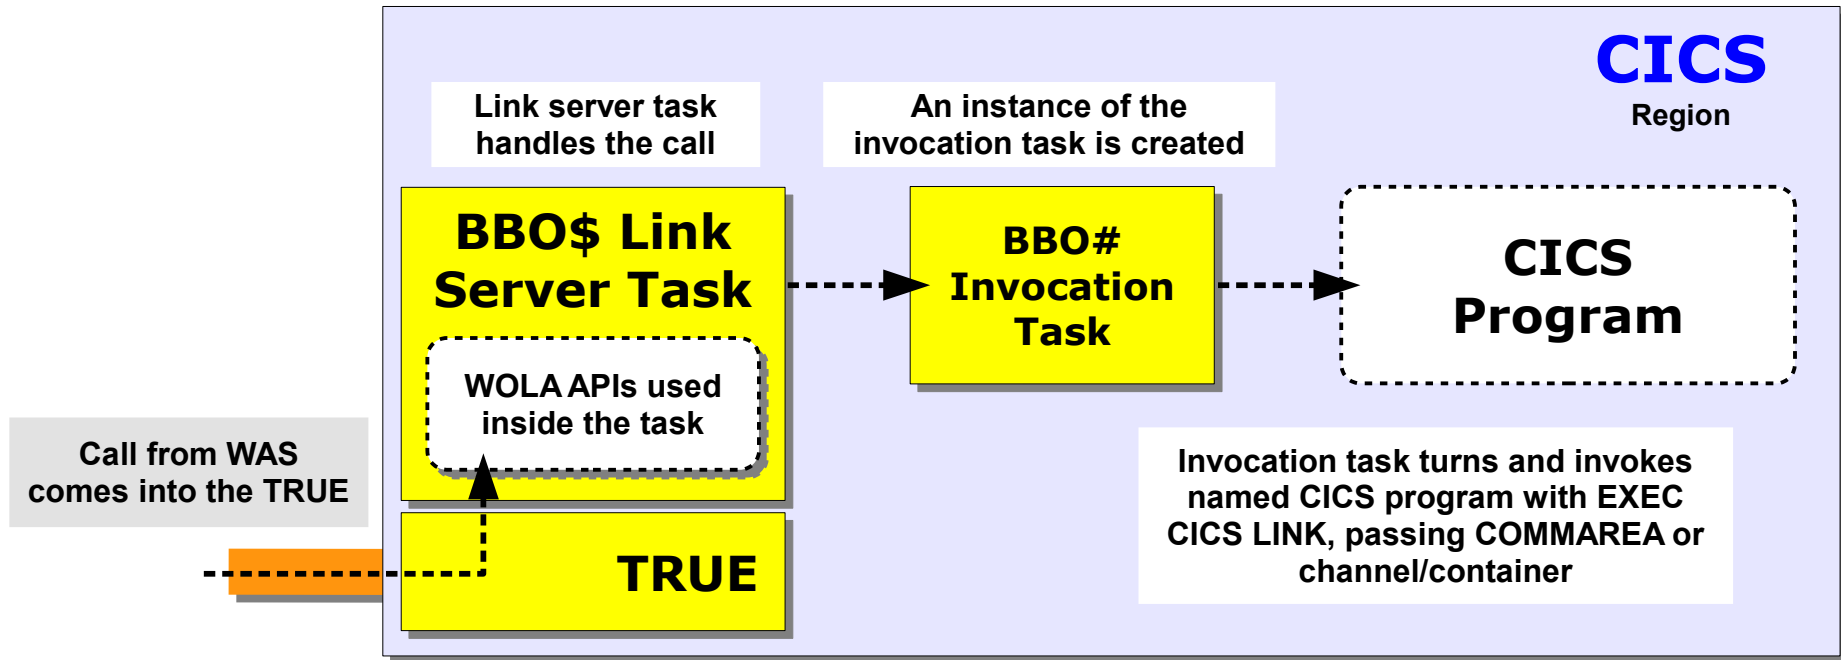 CICS
Region
Link server task
handles the call
An instance of the
invocation task is created
BBO$ Link
Server Task
WOLA APIs used
inside the task
BBO#
Invocation
Task
CICS
Program
Call from WAS
comes into the TRUE
TRUE
Invocation task turns and invokes
named CICS program with EXEC
CICS LINK, passing COMMAREA or
channel/container